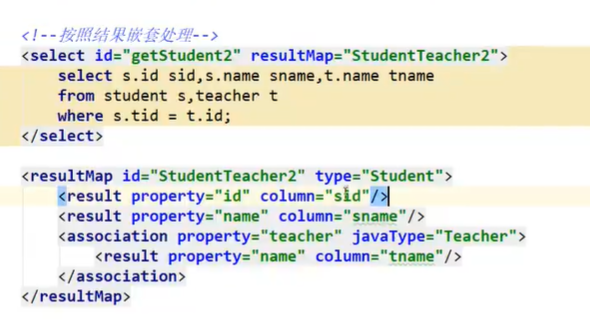 <!--按照结果嵌套处理-->
<select id="getStudent2" resultMap="StudentTeacher2">
    select s.id sid,s.name sname,t.name tname
    from student s,teacher t
    where s.tid = t.id;
</select>
<resultMap id="StudentTeacher2" type="Student">
    <result property="id" column="sid"/>
    <result property="name" column="sname"/>
    <association property="teacher" javaType="Teacher">
        <result property="name" column="tname"/>
    </association>
</resultMap>